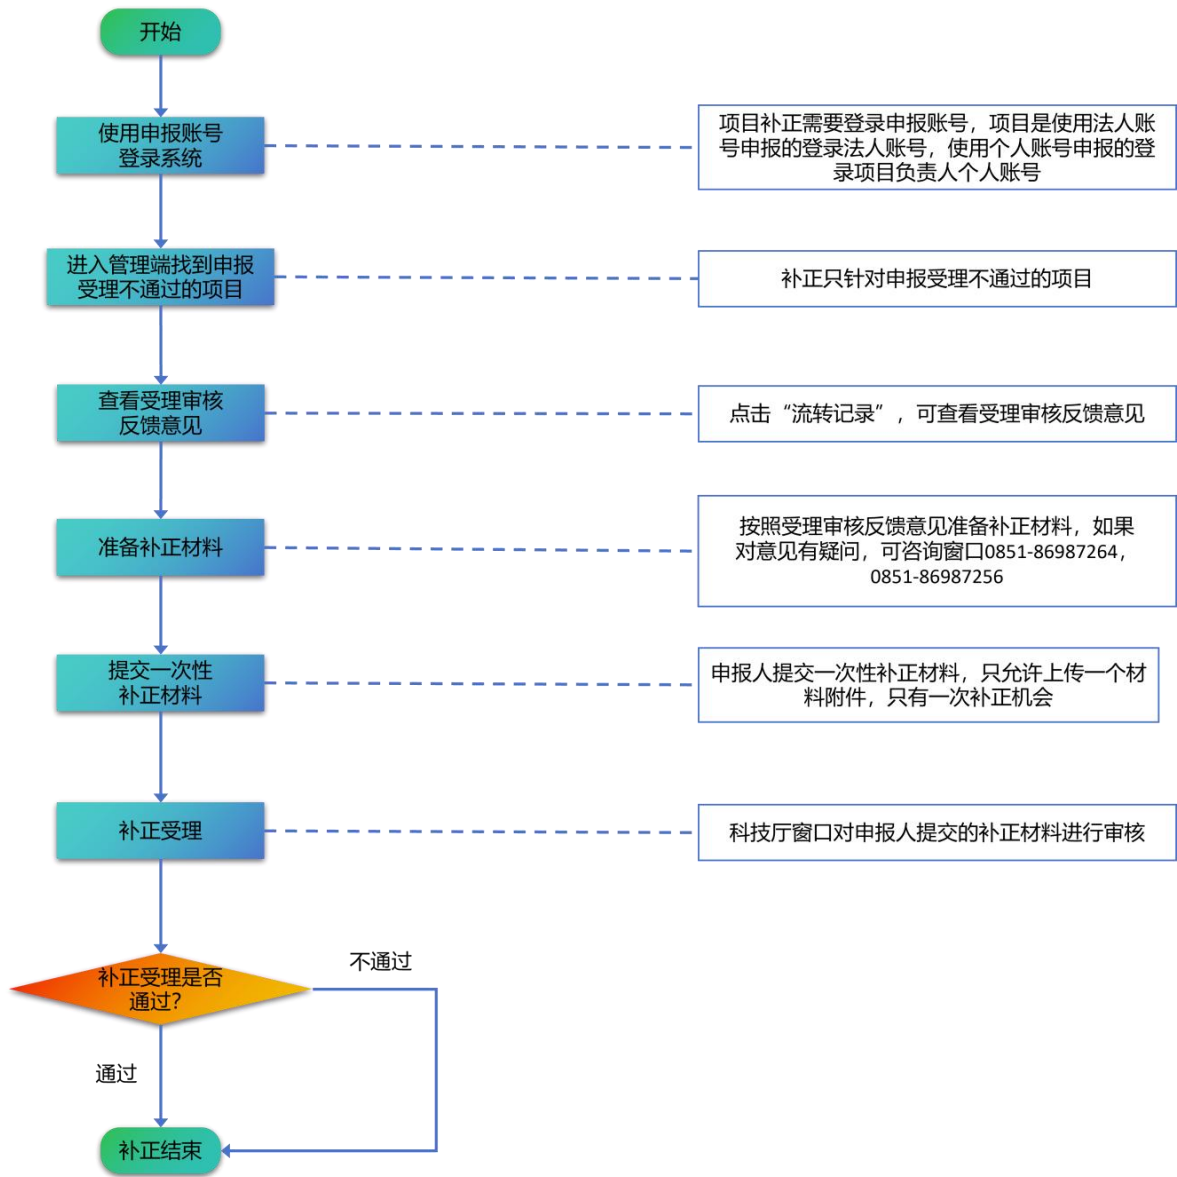 开始
使用申报账号
登录系统
项目补正需要登录申报账号，项目是使用法人账
号申报的登录法人账号，使用个人账号申报的登
录项目负责人个人账号
进入管理端找到申报
受理不通过的项目
补正只针对申报受理不通过的项目
查看受理审核
反馈意见
点击“流转记录”，可查看受理审核反馈意见
准备补正材料
按照受理审核反馈意见准备补正材料，如果
对意见有疑问，可咨询窗口0851-86987264，
0851-86987256
提交一次性
补正材料
申报人提交一次性补正材料，只允许上传一个材
料附件，只有一次补正机会
补正受理
科技厅窗口对申报人提交的补正材料进行审核
补正受理是否
通过？
不通过
通过
补正结束